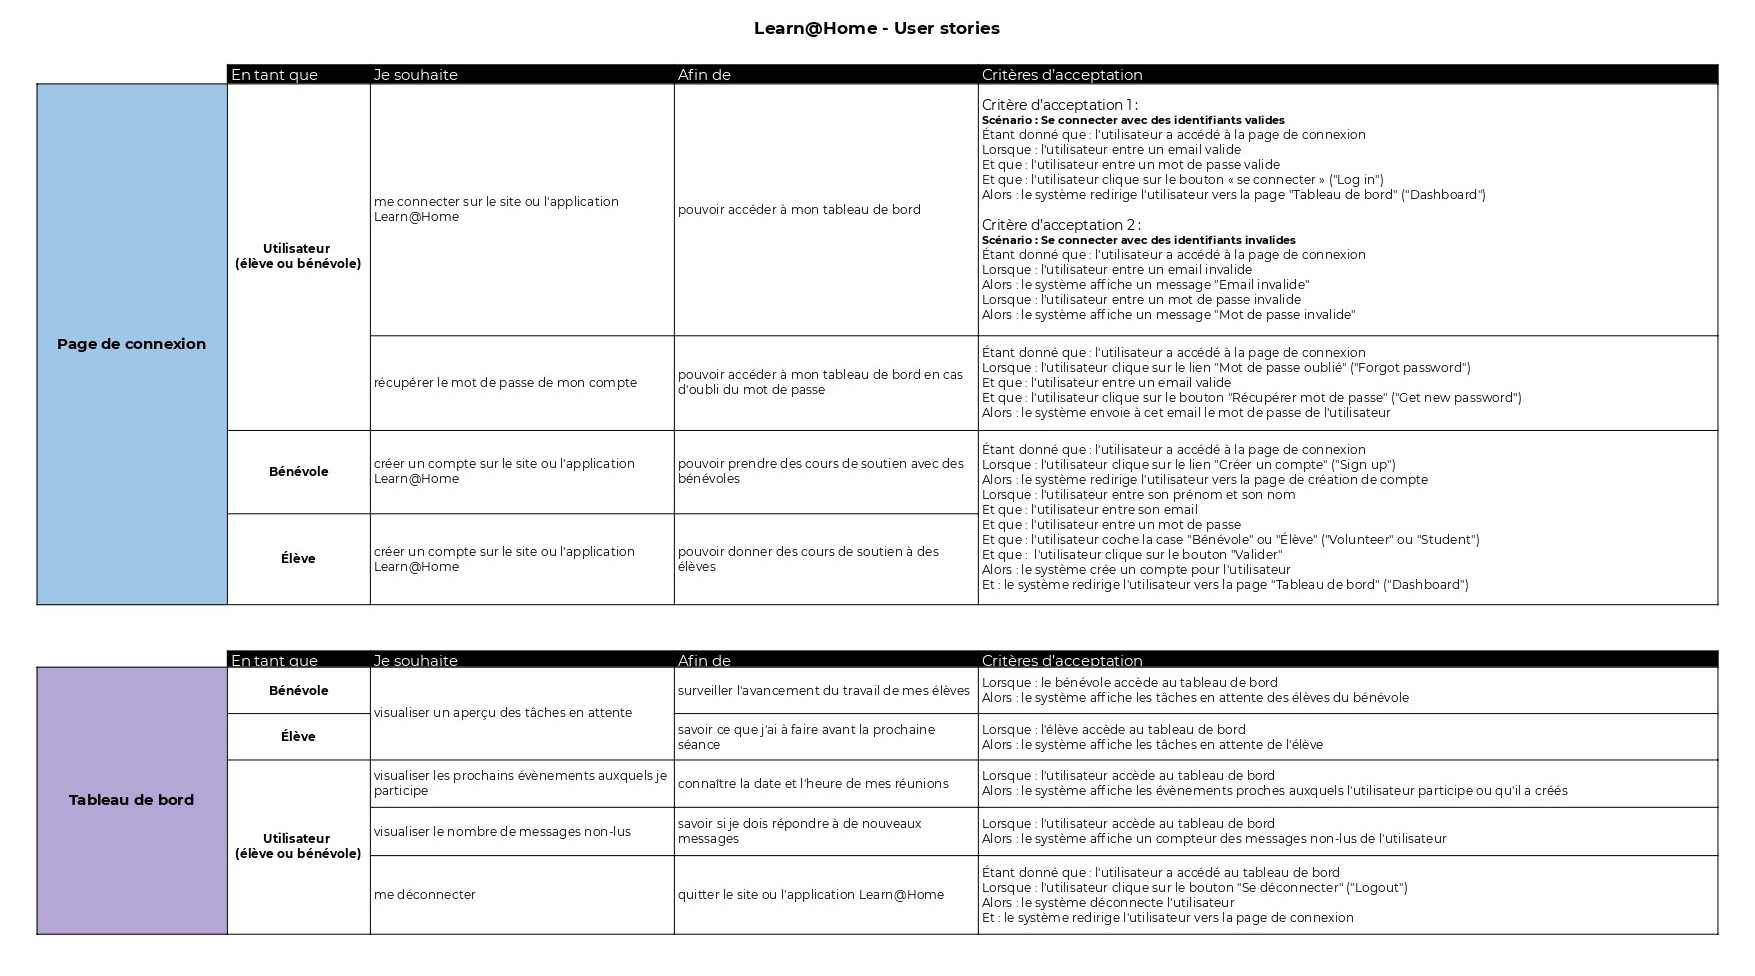 Learn@Home - User stories
En tant que
Je souhaite
Afin de
Critères d'acceptation
Page de connexion
Utilisateur
(élève ou bénévole)
me connecter sur le site ou l'application
Learn@Home
pouvoir accéder à mon tableau de bord
Critère d'acceptation 1 :
Scénario : Se connecter avec des identifiants valides
Étant donné que : l'utilisateur a accédé à la page de connexion
Lorsque : l'utilisateur entre un email valide
Et que : l'utilisateur entre un mot de passe valide
Et que : l'utilisateur clique sur le bouton « se connecter » ("Log in")
Alors : le système redirige l'utilisateur vers la page "Tableau de bord" ("Dashboard")
Critère d'acceptation 2 :
Scénario : Se connecter avec des identifiants invalides
Étant donné que : l'utilisateur a accédé à la page de connexion
Lorsque : l'utilisateur entre un email invalide
Alors : le système affiche un message "Email invalide"
Lorsque : l'utilisateur entre un mot de passe invalide
Alors : le système affiche un message "Mot de passe invalide"
récupérer le mot de passe de mon compte
pouvoir accéder à mon tableau de bord en cas
d'oubli du mot de passe
Étant donné que : l'utilisateur a accédé à la page de connexion
Lorsque : l'utilisateur clique sur le lien "Mot de passe oublié" ("Forgot password")
Et que : l'utilisateur entre un email valide
Et que : l'utilisateur clique sur le bouton "Récupérer mot de passe" ("Get new password")
Alors : le système envoie à cet email le mot de passe de l'utilisateur
Bénévole
créer un compte sur le site ou l'application
Learn@Home
pouvoir prendre des cours de soutien avec des
bénévoles
Élève
créer un compte sur le site ou l'application
Learn@Home
pouvoir donner des cours de soutien à des
élèves
Étant donné que : l'utilisateur a accédé à la page de connexion
Lorsque : l'utilisateur clique sur le lien "Créer un compte" ("Sign up")
Alors : le système redirige l'utilisateur vers la page de création de compte
Lorsque : l'utilisateur entre son prénom et son nom
Et que : l'utilisateur entre son email
Et que : l'utilisateur entre un mot de passe
Et que : l'utilisateur coche la case "Bénévole" ou "Élève" ("Volunteer" ou "Student")
Et que : l'utilisateur clique sur le bouton "Valider"
Alors : le système crée un compte pour l'utilisateur
Et : le système redirige l'utilisateur vers la page "Tableau de bord" ("Dashboard")
En tant que
Je souhaite
Afin de
Critères d'acceptation
Tableau de bord
Bénévole
visualiser un aperçu des tâches en attente
surveiller l'avancement du travail de mes élèves
Lorsque : le bénévole accède au tableau de bord
Alors : le système affiche les tâches en attente des élèves du bénévole
Élève
savoir ce que j'ai à faire avant la prochaine
séance
Lorsque : l'élève accède au tableau de bord
Alors : le système affiche les tâches en attente de l'élève
Utilisateur
(élève ou bénévole)
visualiser les prochains évènements auxquels je
participe
connaître la date et l'heure de mes réunions
Lorsque : l'utilisateur accède au tableau de bord
Alors : le système affiche les évènements proches auxquels l'utilisateur participe ou qu'il a créés
visualiser le nombre de messages non-lus
savoir si je dois répondre à de nouveaux
messages
Lorsque : l'utilisateur accède au tableau de bord
Alors : le système affiche un compteur des messages non-lus de l'utilisateur
me déconnecter
quitter le site ou l'application Learn@Home
Étant donné que : l'utilisateur a accédé au tableau de bord
Lorsque : l'utilisateur clique sur le bouton "Se déconnecter" ("Logout")
Alors : le système déconnecte l'utilisateur
Et : le système redirige l'utilisateur vers la page de connexion